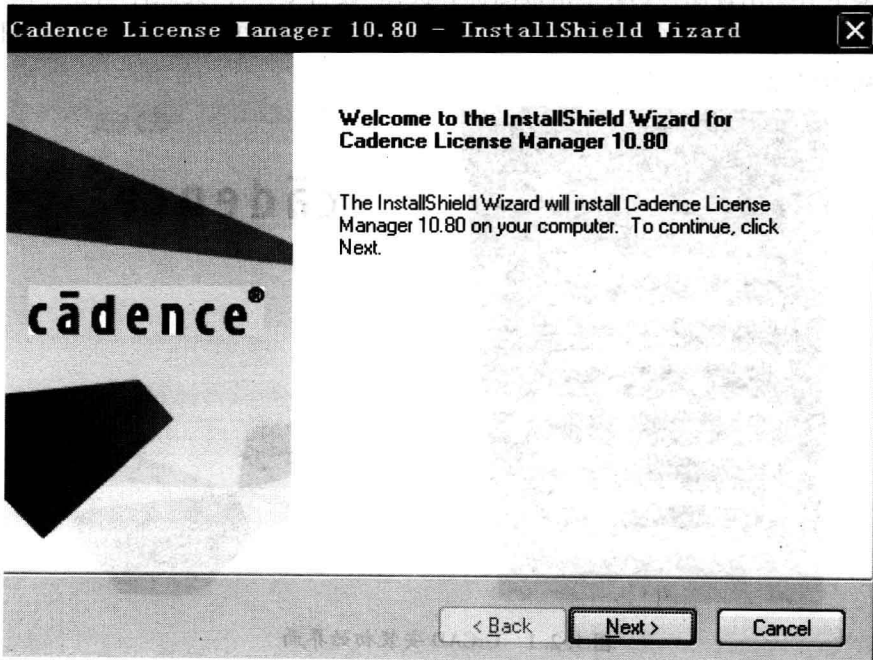 Cadence License Manager 10.80 - InstallShield Wizard
Welcome to the InstallShield Wizard for
Cadence License Manager 10.80
The InstallShield Wizard will install Cadence License
Manager 10.80 on your computer. To continue, click
Next.
cādence®
< Back
Next >
Cancel